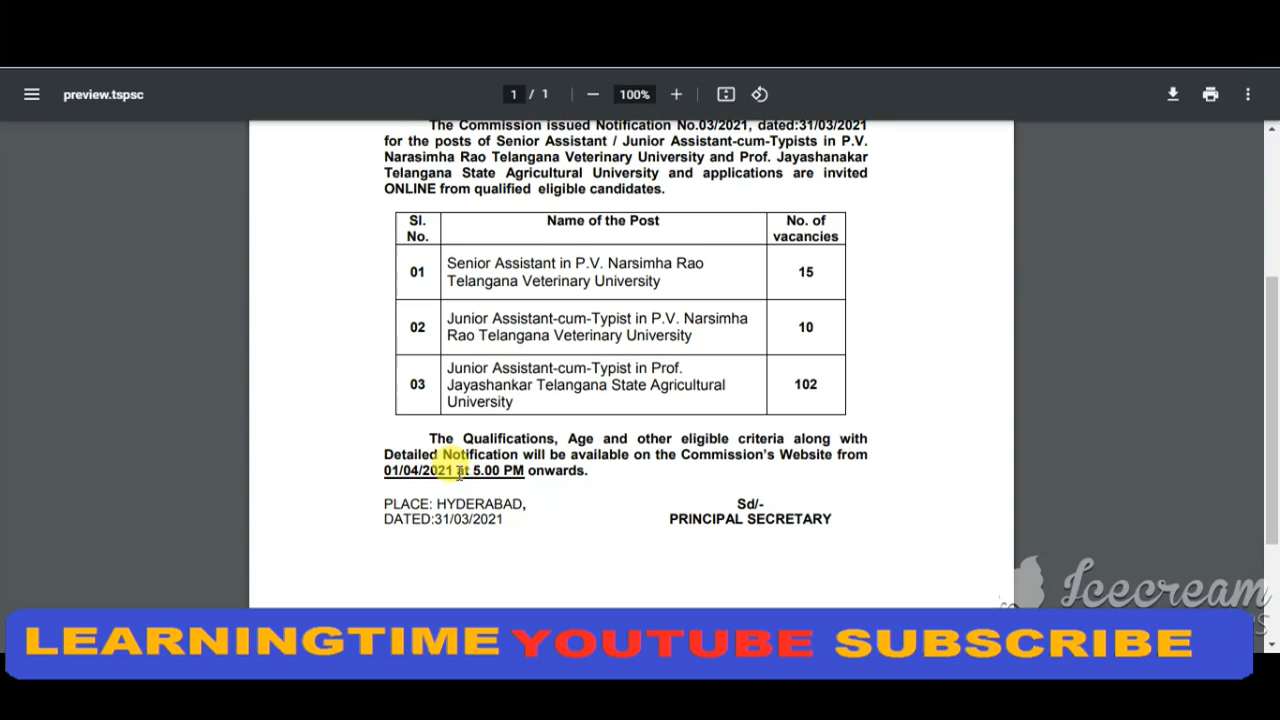 preview.tspsc
1 / 1
100%
The Commission issued Notification No.03/2021, dated:31/03/2021
for the posts of Senior Assistant / Junior Assistant-cum-Typists in P.V.
Narasimha Rao Telangana Veterinary University and Prof. Jayashanakar
Telangana State Agricultural University and applications are invited
ONLINE from qualified eligible candidates.
Sl. No. Name of the Post No. of vacancies
01 Senior Assistant in P.V. Narsimha Rao
Telangana Veterinary University 15
02 Junior Assistant-cum-Typist in P.V. Narsimha
Rao Telangana Veterinary University 10
03 Junior Assistant-cum-Typist in Prof.
Jayashankar Telangana State Agricultural
University 102
The Qualifications, Age and other eligible criteria along with
Detailed Notification will be available on the Commission's Website from
01/04/2021 at 5.00 PM onwards.
PLACE: HYDERABAD, Sd/-
DATED:31/03/2021 PRINCIPAL SECRETARY
Icecream
LEARNINGTIME YOUTUBE SUBSCRIBE